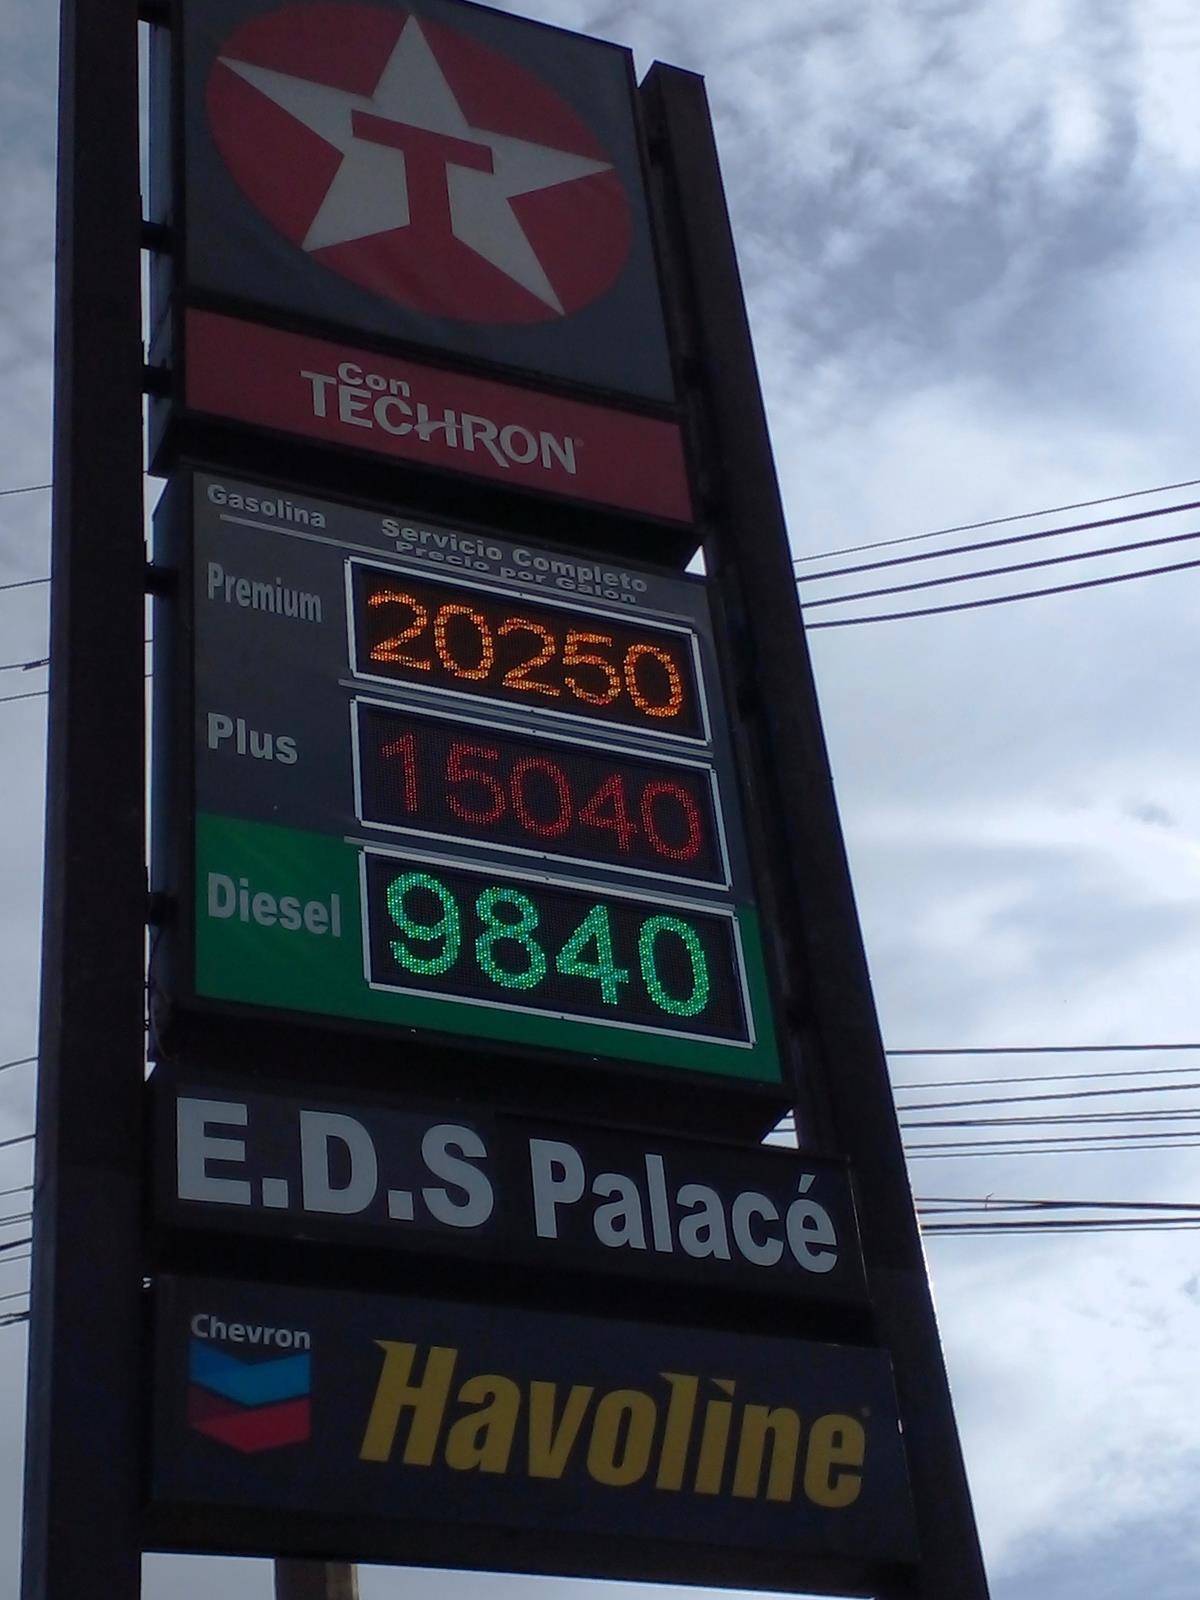 T
Con
TECHRON
Gasolina
Servicio Completo
Precio por Galón
Premium 20250
Plus 15040
Diesel 9840
E.D.S Palacé
Chevron
Havoline